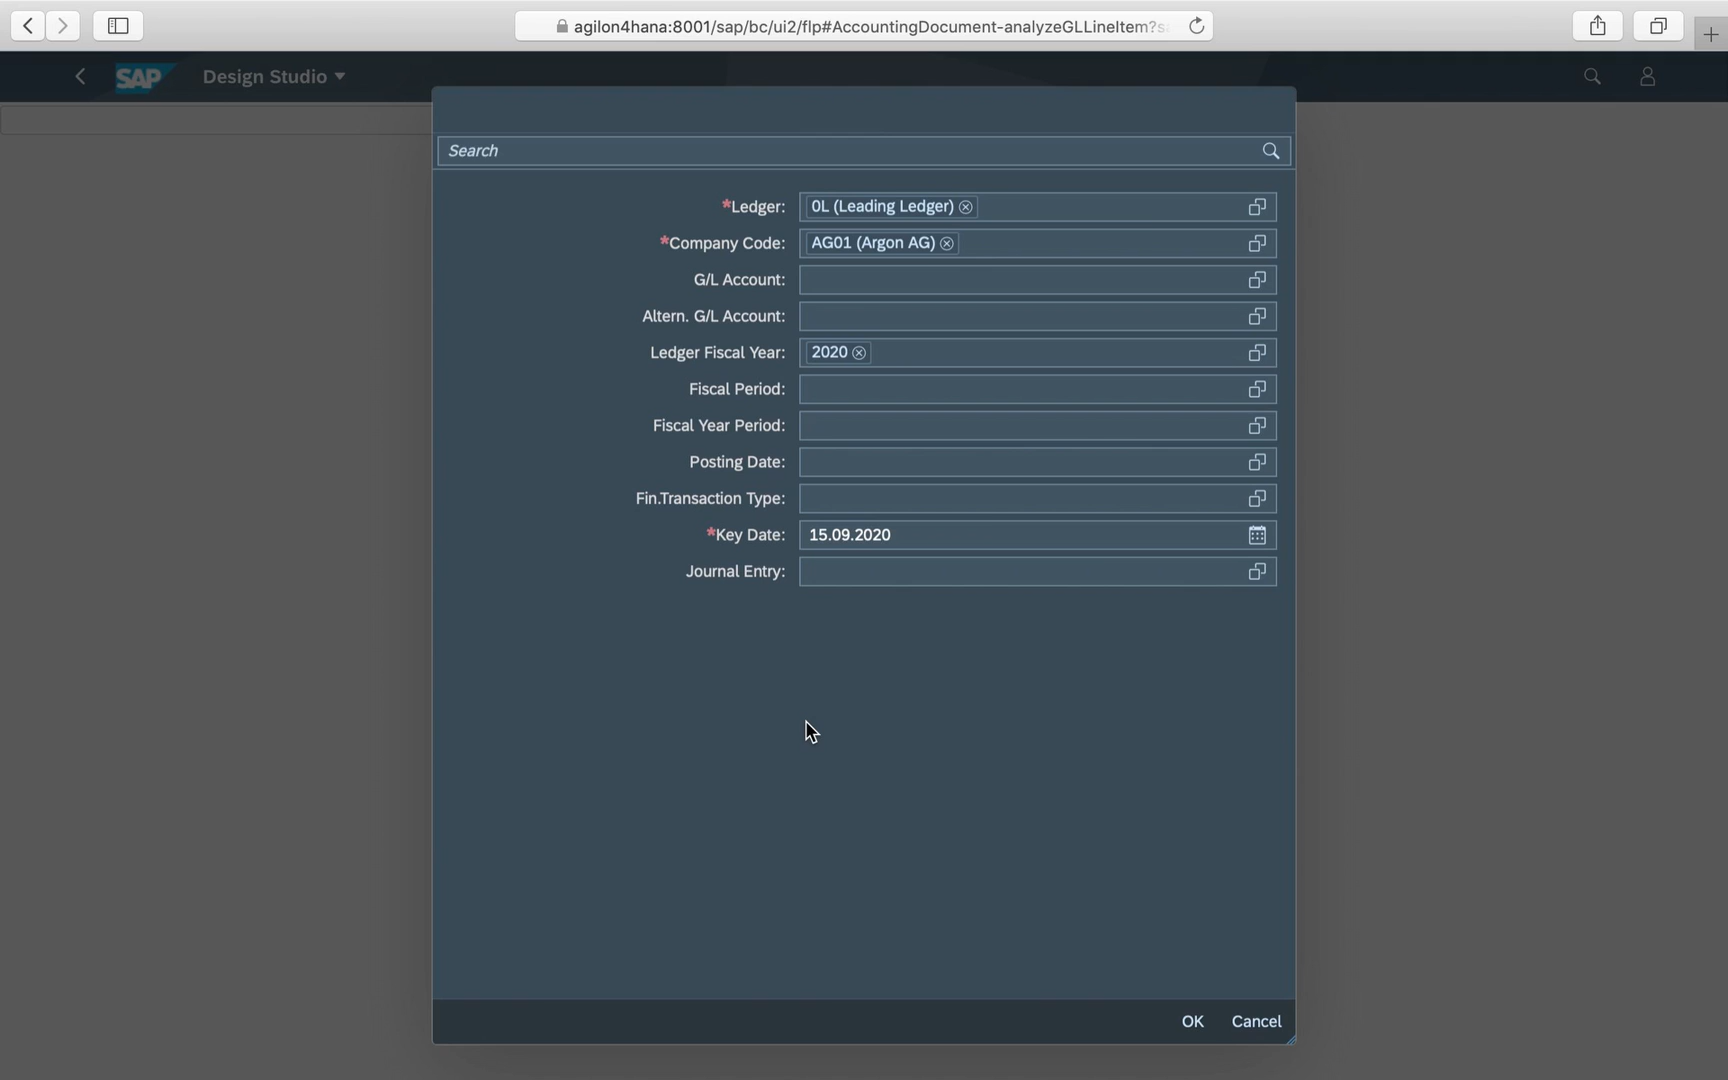 agilon4hana:8001/sap/bc/ui2/flp#AccountingDocument-analyzeGLLineItem?s
SAP Design Studio
Search
*Ledger: 0L (Leading Ledger)
*Company Code: AG01 (Argon AG)
G/L Account:
Altern. G/L Account:
Ledger Fiscal Year: 2020
Fiscal Period:
Fiscal Year Period:
Posting Date:
Fin.Transaction Type:
*Key Date: 15.09.2020
Journal Entry:
OK Cancel